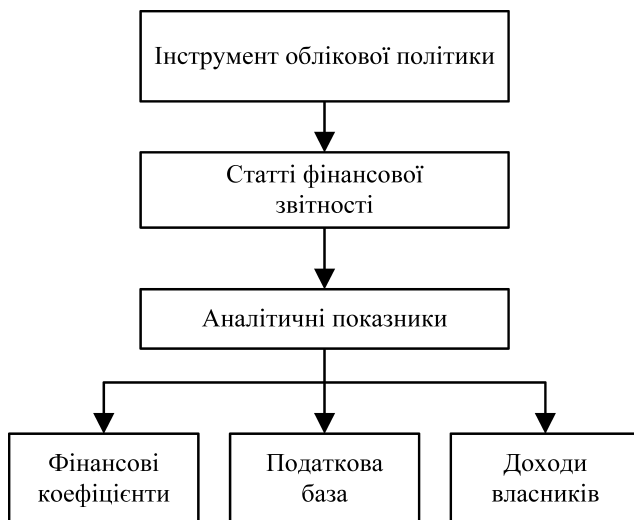 Інструмент облікової політики
Статті фінансової
звітності
Аналітичні показники
Фінансові
коефіцієнти
Податкова
база
Доходи
власників